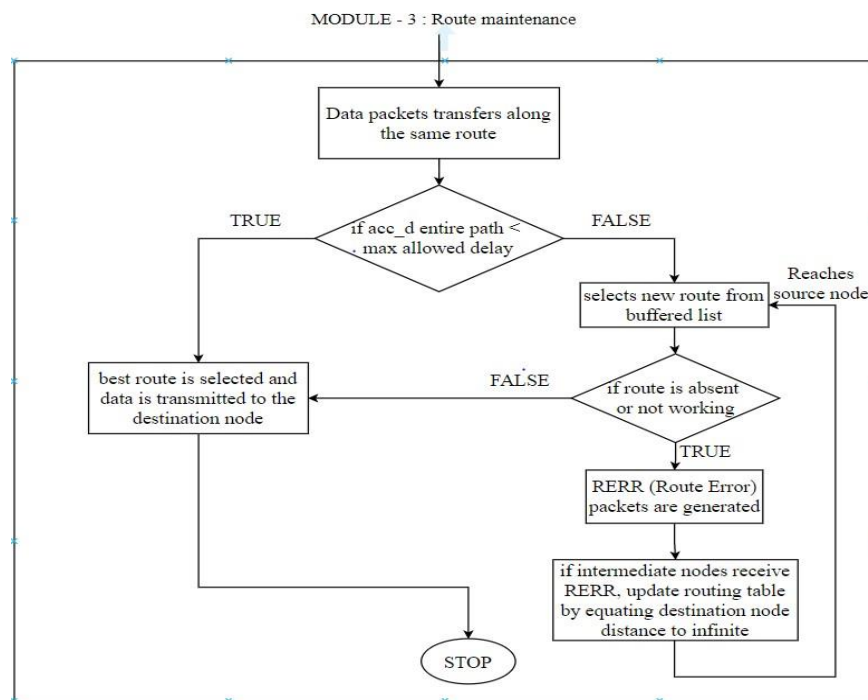 MODULE - 3 : Route maintenance
Data packets transfers along
the same route
TRUE
if acc_d entire path <
max allowed delay
FALSE
Reaches
source node
selects new route from
buffered list
best route is selected and
data is transmitted to the
destination node
FALSE
if route is absent
or not working
TRUE
RERR (Route Error)
packets are generated
if intermediate nodes receive
RERR, update routing table
by equating destination node
distance to infinite
STOP